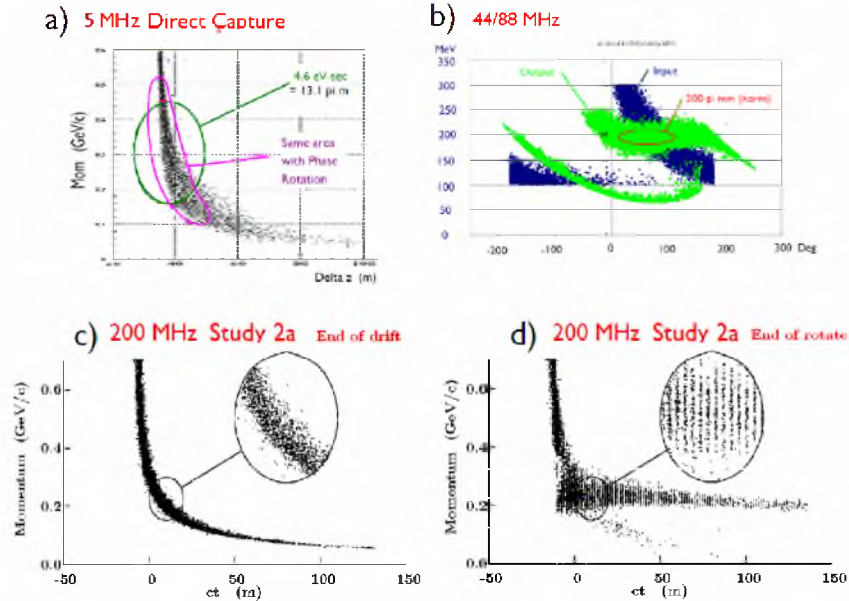 a) 5 MHz Direct Capture
4.6 eV-sec
= 13.1 pi m
Same area
with Phase
Rotation
Mom (GeV/c)
Delta z (m)
b) 44/88 MHz
MeV
350
300
250
200
150
100
50
0
Output
Input
200 pi mm (norm)
-200
-100
0
100
200
300
Deg
c) 200 MHz Study 2a End of drift
Momentum (GeV/c)
0.6
0.4
0.2
0.0
-50
0
50
100
150
ct (m)
d) 200 MHz Study 2a End of rotate
Momentum (GeV/c)
0.6
0.4
0.2
0.0
-50
0
50
100
150
ct (m)